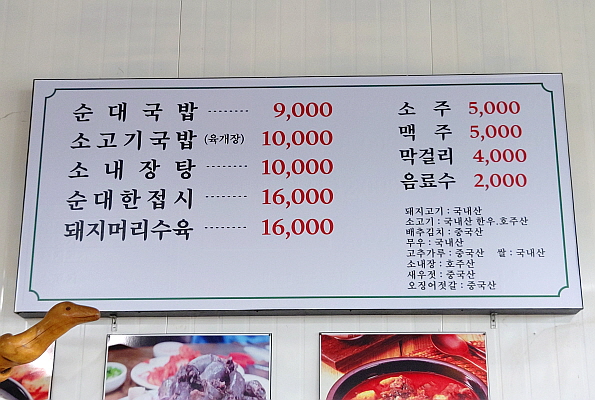 순대국밥 -------- 9,000
소고기국밥 (육개장) 10,000
소내장탕 -------- 10,000
순대한접시 -------- 16,000
돼지머리수육 -------- 16,000
소주 5,000
맥주 5,000
막걸리 4,000
음료수 2,000
돼지고기 : 국내산
소고기 : 국내산 한우.호주산
배추김치 : 중국산
무우 : 국내산
고추가루 : 중국산 쌀 : 국내산
소내장 : 호주산
새우젓 : 중국산
오징어젓갈 : 중국산